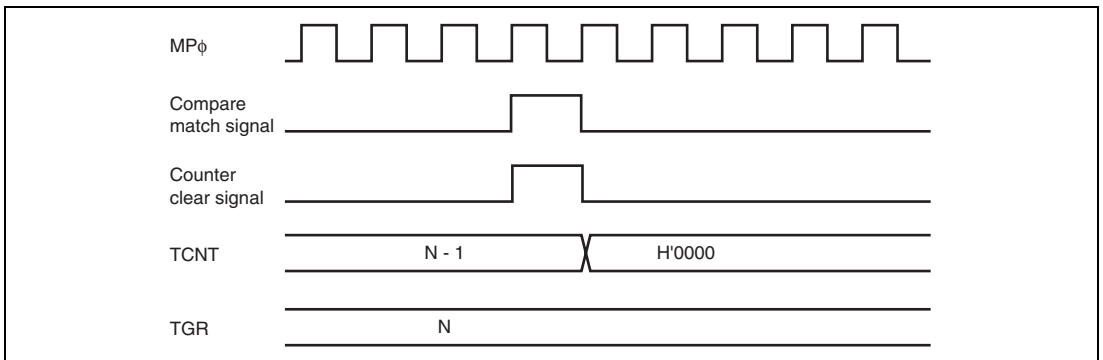 MPϕ
Compare
match signal
Counter
clear signal
TCNT
N - 1
H'0000
TGR
N